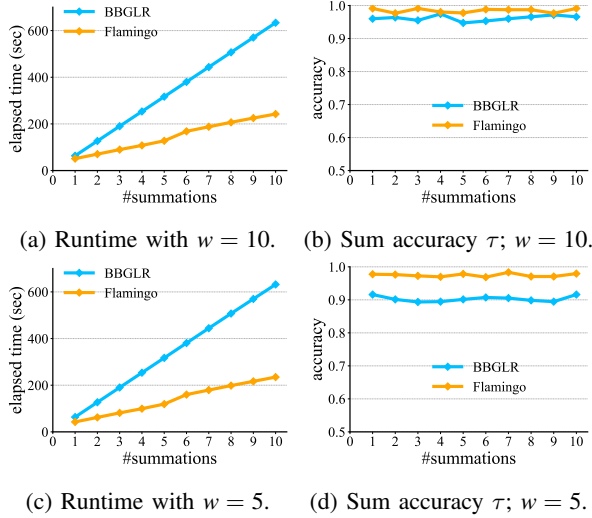 BBGLR
Flamingo
elapsed time (sec)
600
400
200
0
0 1 2 3 4 5 6 7 8 9 10
#summations
(a) Runtime with w = 10.
accuracy
1.0
0.9
0.8
0.7
0.6
0.5
BBGLR
Flamingo
0 1 2 3 4 5 6 7 8 9 10
#summations
(b) Sum accuracy τ; w = 10.
BBGLR
Flamingo
elapsed time (sec)
600
400
200
0
0 1 2 3 4 5 6 7 8 9 10
#summations
(c) Runtime with w = 5.
accuracy
1.0
0.9
0.8
0.7
0.6
0.5
BBGLR
Flamingo
0 1 2 3 4 5 6 7 8 9 10
#summations
(d) Sum accuracy τ; w = 5.